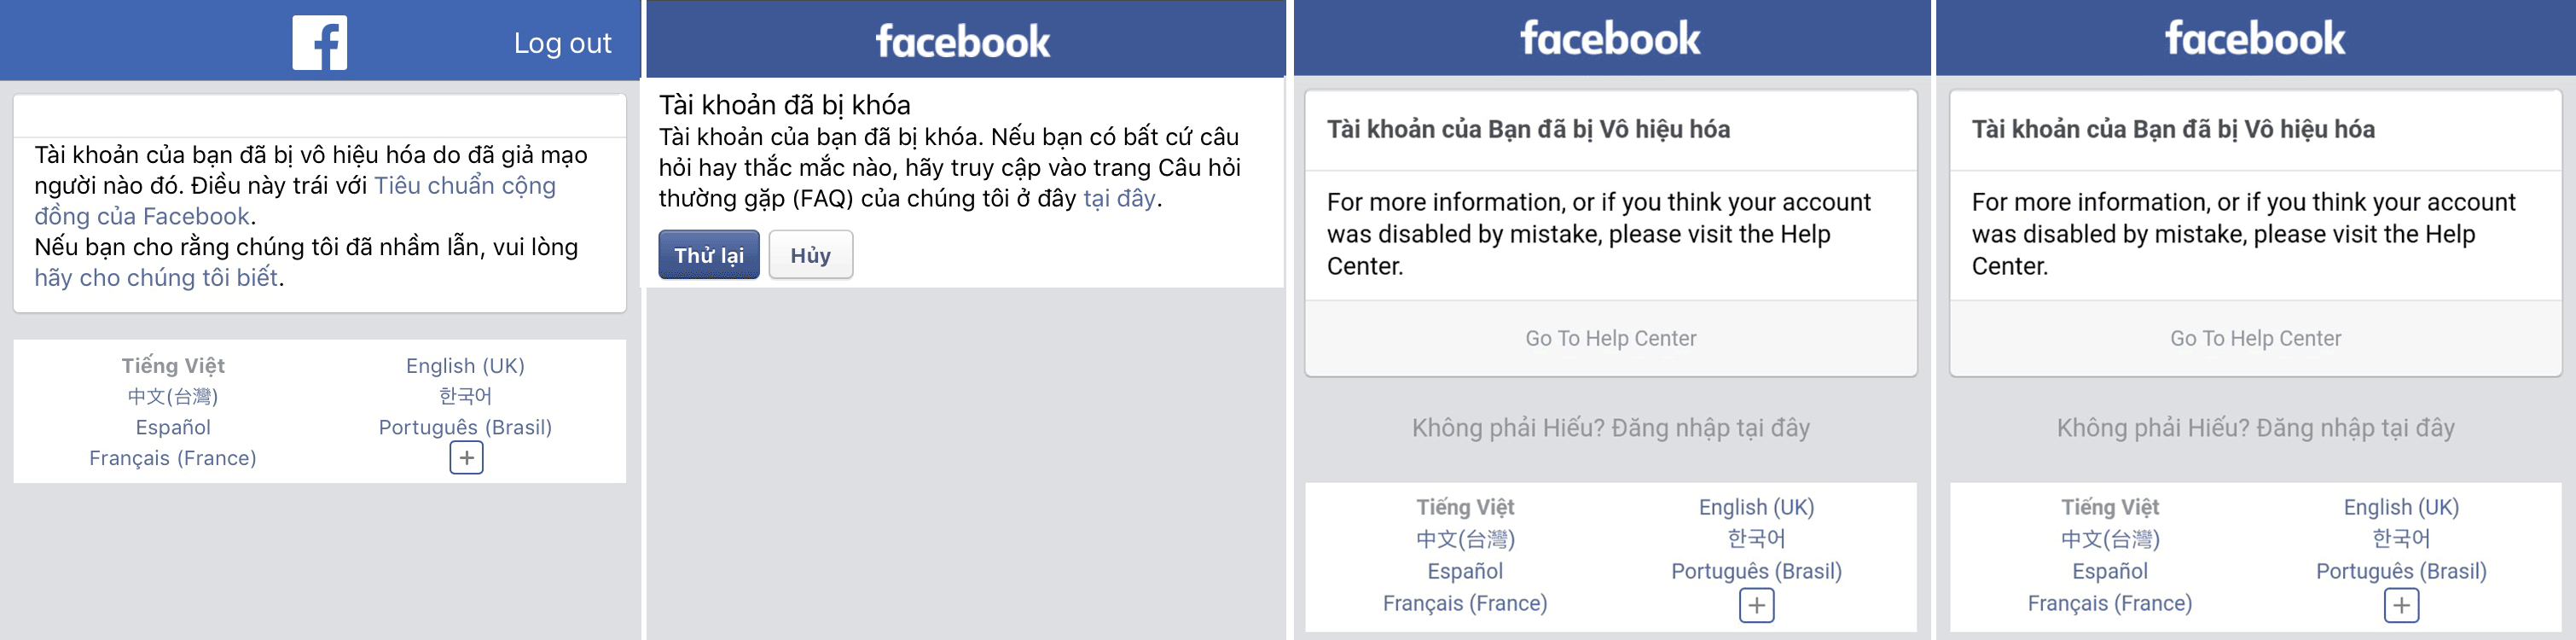 f
Log out
Tài khoản của bạn đã bị vô hiệu hóa do đã giả mạo
người nào đó. Điều này trái với Tiêu chuẩn cộng
đồng của Facebook.
Nếu bạn cho rằng chúng tôi đã nhầm lẫn, vui lòng
hãy cho chúng tôi biết.
Tiếng Việt
English (UK)
中文(台灣)
한국어
Español
Português (Brasil)
Français (France)
+
facebook
Tài khoản đã bị khóa
Tài khoản của bạn đã bị khóa. Nếu bạn có bất cứ câu
hỏi hay thắc mắc nào, hãy truy cập vào trang Câu hỏi
thường gặp (FAQ) của chúng tôi ở đây tại đây.
Thử lại
Hủy
facebook
Tài khoản của Bạn đã bị Vô hiệu hóa
For more information, or if you think your account
was disabled by mistake, please visit the Help
Center.
Go To Help Center
Không phải Hiếu? Đăng nhập tại đây
Tiếng Việt
English (UK)
中文(台灣)
한국어
Español
Português (Brasil)
Français (France)
+
facebook
Tài khoản của Bạn đã bị Vô hiệu hóa
For more information, or if you think your account
was disabled by mistake, please visit the Help
Center.
Go To Help Center
Không phải Hiếu? Đăng nhập tại đây
Tiếng Việt
English (UK)
中文(台灣)
한국어
Español
Português (Brasil)
Français (France)
+